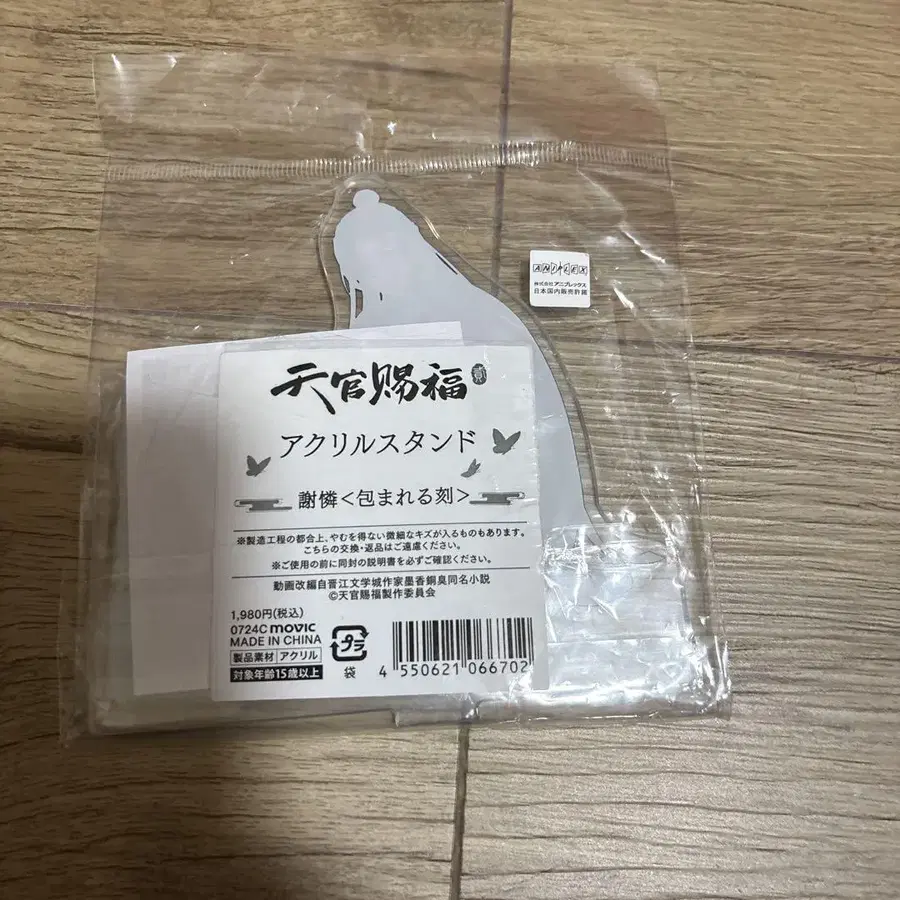 ANIPLEX
株式会社アニプレックス
日本国内販売許諾
天官赐福 貳
アクリルスタンド
謝憐<包まれる刻>
※製造工程の都合上、やむを得ない微細なキズが入るものもあります。
こちらの交換・返品はご遠慮ください。
※ご使用の前に同封の説明書を必ずご確認ください。
動画改編自晋江文学城作家墨香銅臭同名小説
©天官賜福製作委員会
1,980円(税込)
0724C movic
MADE IN CHINA
製品素材 アクリル
対象年齢15歳以上
プラ
袋
4 550621 066702